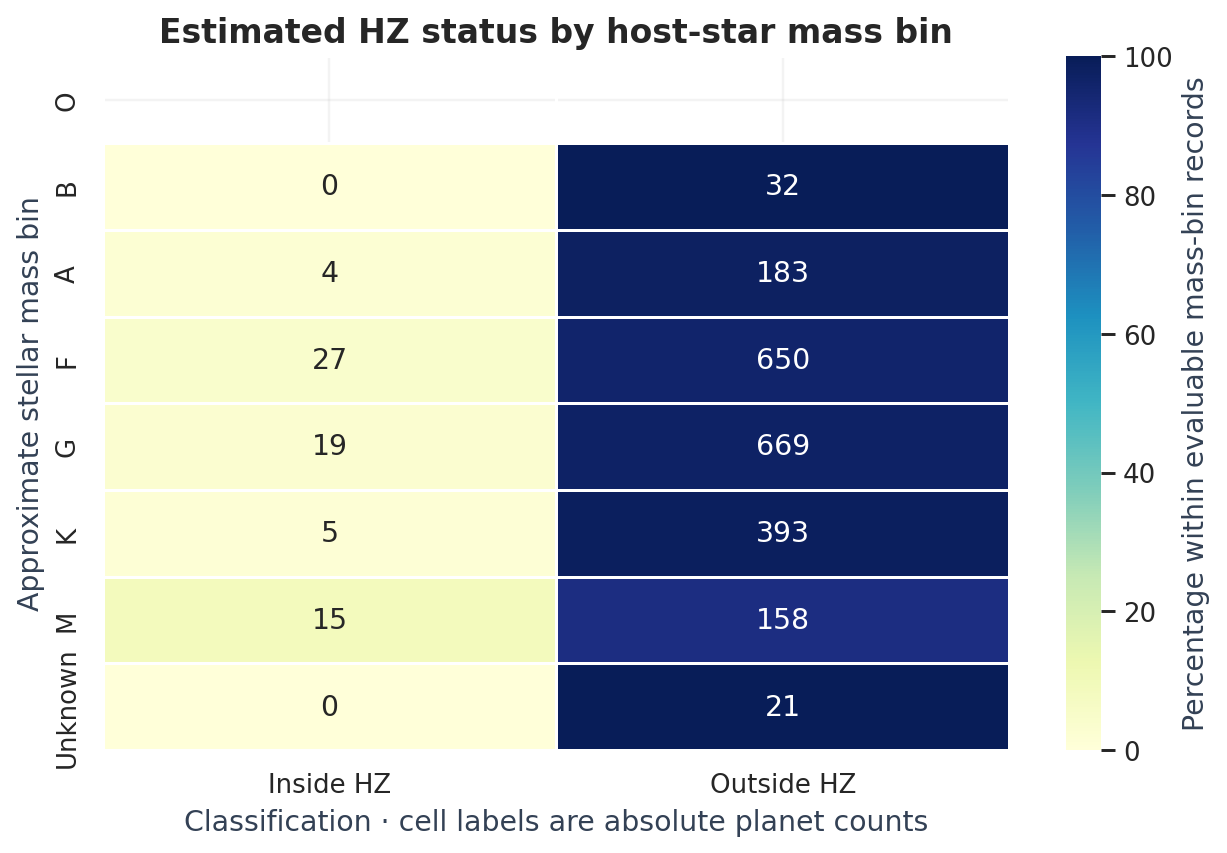 Estimated HZ status by host-star mass bin
Approximate stellar mass bin
O
B
0
32
A
4
183
F
27
650
G
19
669
K
5
393
M
15
158
Unknown
0
21
Inside HZ
Outside HZ
Classification · cell labels are absolute planet counts
100
80
60
40
20
0
Percentage within evaluable mass-bin records